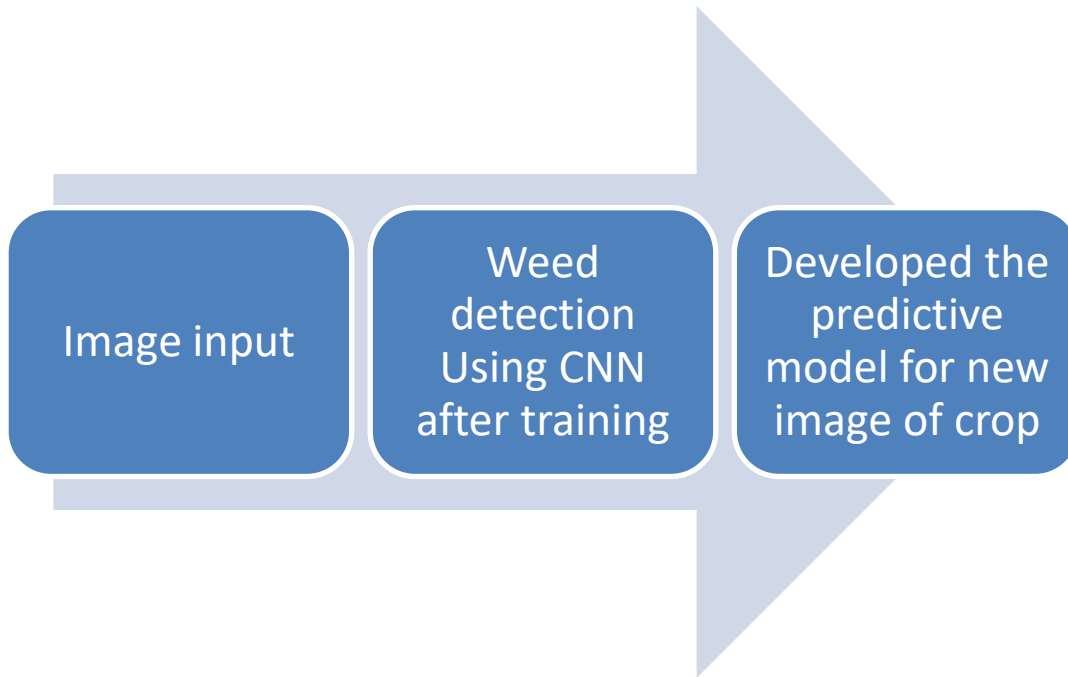 Image input
Weed
detection
Using CNN
after training
Developed the
predictive
model for new
image of crop